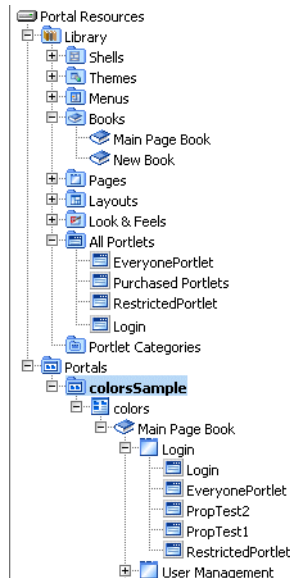 Portal Resources
Library
Shells
Themes
Menus
Books
Main Page Book
New Book
Pages
Layouts
Look & Feels
All Portlets
EveryonePortlet
Purchased Portlets
RestrictedPortlet
Login
Portlet Categories
Portals
colorsSample
colors
Main Page Book
Login
Login
EveryonePortlet
PropTest2
PropTest1
RestrictedPortlet
User Management